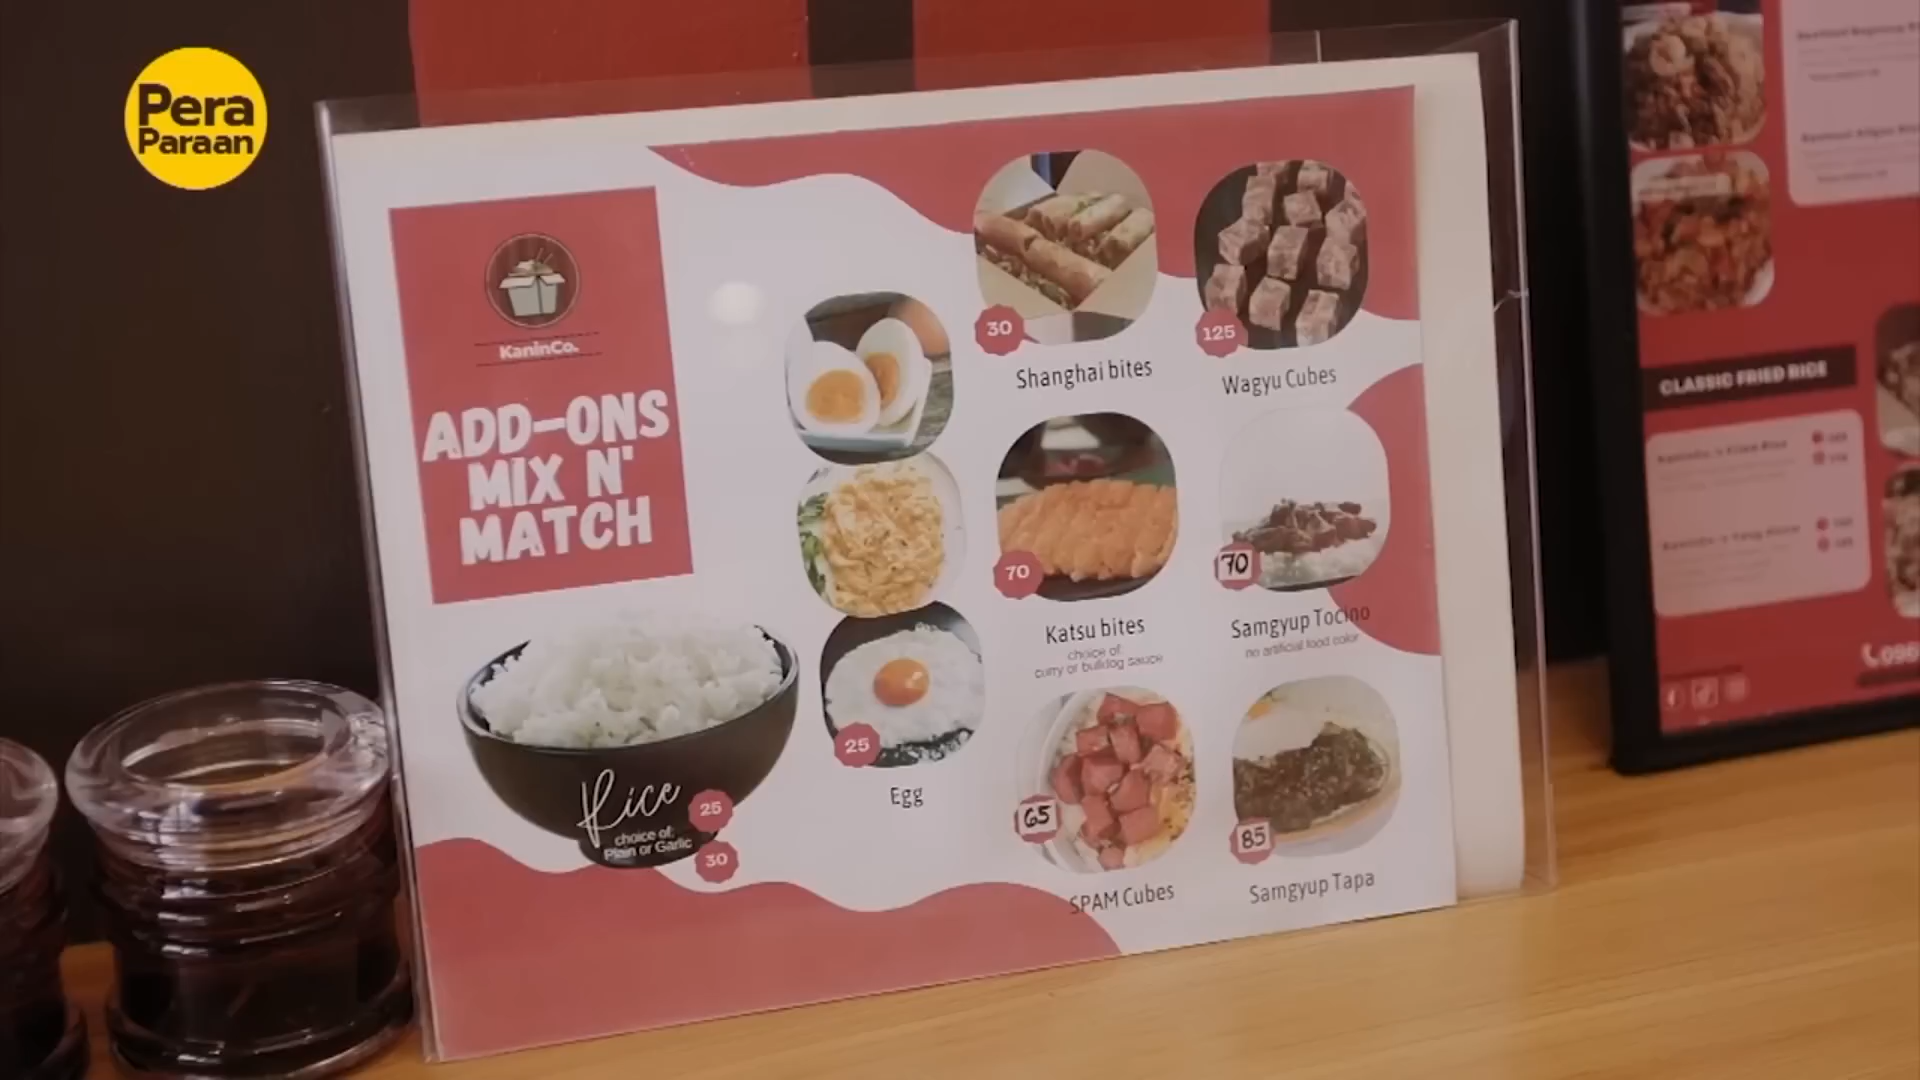 Pera
Paraan
KaninCo.
ADD-ONS
MIX N'
MATCH
30
Shanghai bites
125
Wagyu Cubes
70
Katsu bites
choice of:
curry or bulldog sauce
70
Samgyup Tocino
no artificial food color
25
Egg
Rice
25
choice of:
Plain or Garlic
30
65
SPAM Cubes
85
Samgyup Tapa
CLASSIC FRIED RICE